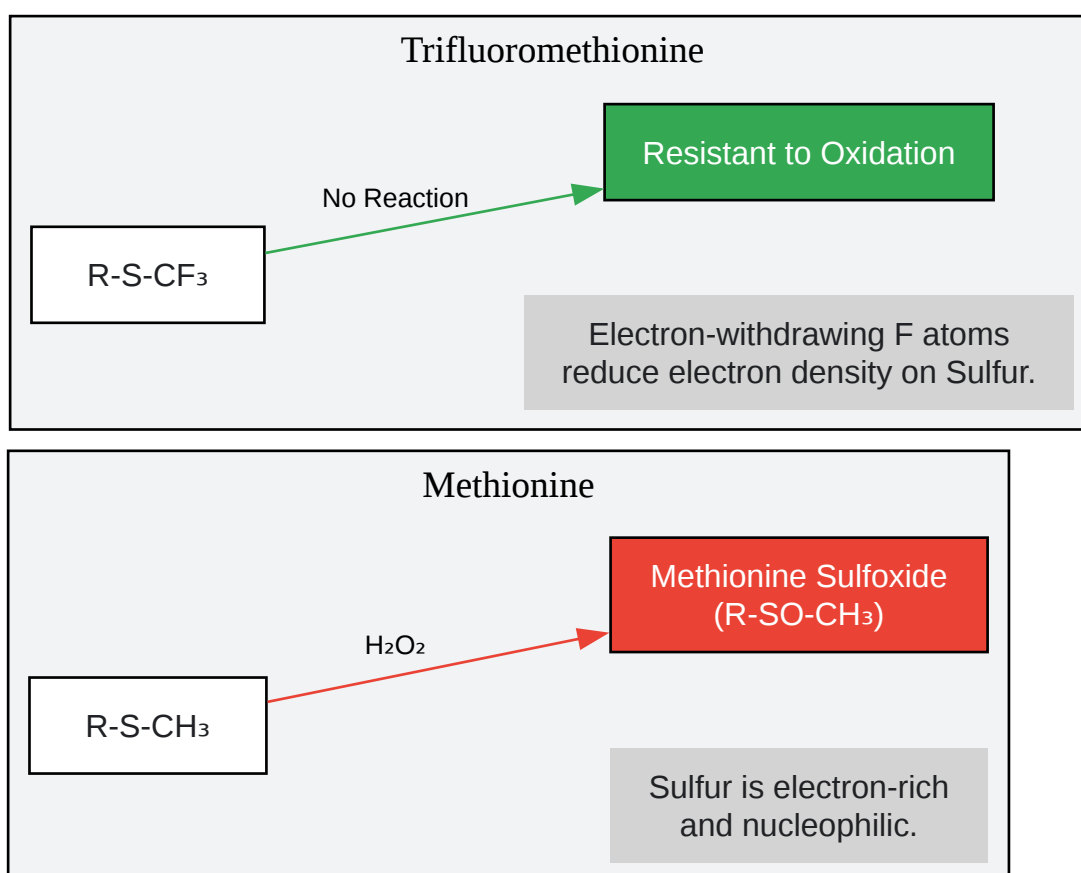 Trifluoromethionine
Resistant to Oxidation
No Reaction
R-S-CF₃
Electron-withdrawing F atoms
reduce electron density on Sulfur.
Methionine
Methionine Sulfoxide
(R-SO-CH₃)
H₂O₂
R-S-CH₃
Sulfur is electron-rich
and nucleophilic.